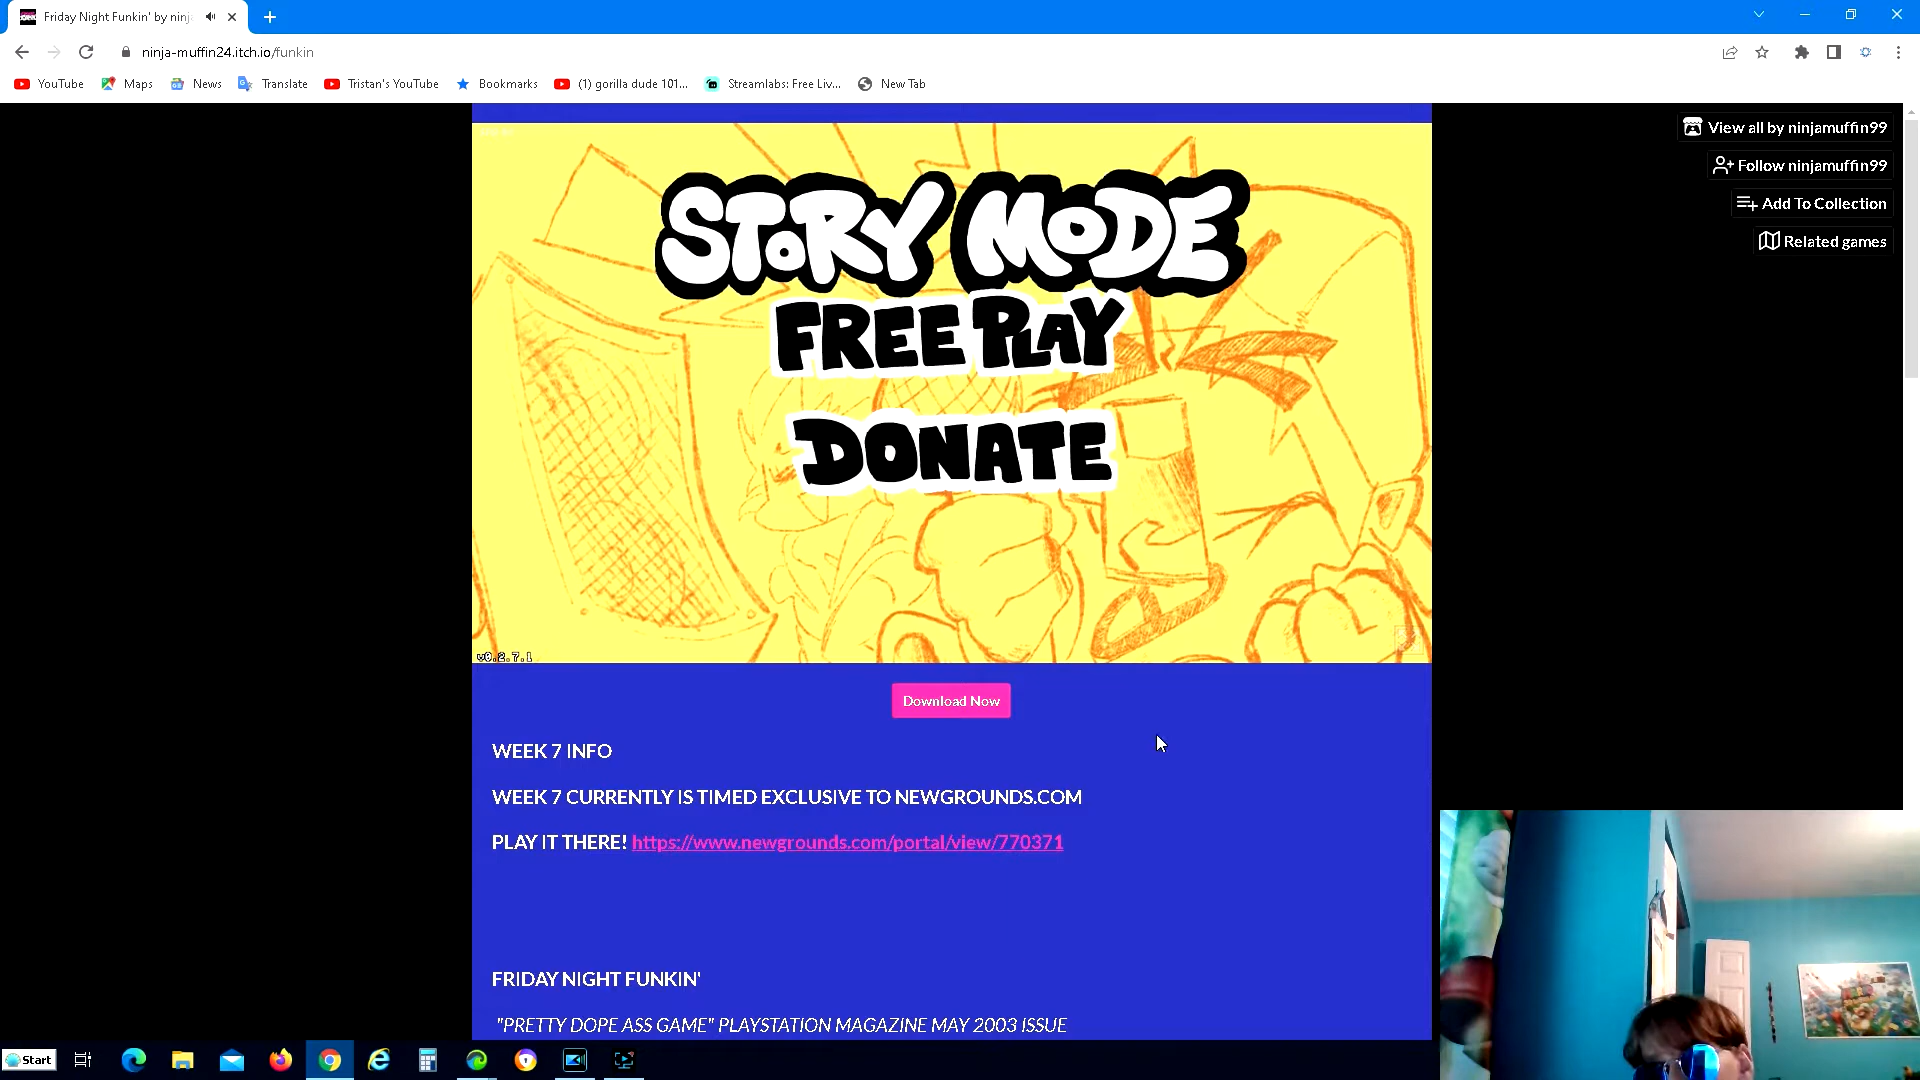 Friday Night Funkin' by ninj
ninja-muffin24.itch.io/funkin
YouTube Maps News Translate Tristan's YouTube Bookmarks (1) gorilla dude 101... Streamlabs: Free Liv... New Tab
View all by ninjamuffin99
Follow ninjamuffin99
Add To Collection
Related games
STORY MODE
FREEPLAY
DONATE
v0.2.7.1
Download Now
WEEK 7 INFO
WEEK 7 CURRENTLY IS TIMED EXCLUSIVE TO NEWGROUNDS.COM
PLAY IT THERE! https://www.newgrounds.com/portal/view/770371
FRIDAY NIGHT FUNKIN'
"PRETTY DOPE ASS GAME" PLAYSTATION MAGAZINE MAY 2003 ISSUE
Start